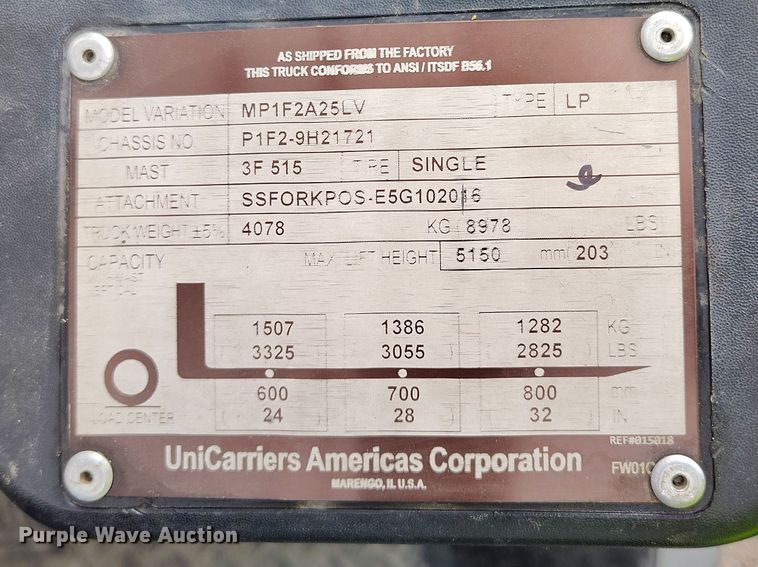 AS SHIPPED FROM THE FACTORY
THIS TRUCK CONFORMS TO ANSI / ITSDF B56.1
MODEL VARIATION MP1F2A25LV TYPE LP
CHASSIS NO P1F2-9H21721
MAST 3F 515 TYPE SINGLE
ATTACHMENT SSFORKPOS-E5G102016
TRUCK WEIGHT ±5% 4078 KG ( 8978 LBS)
CAPACITY MAX LIFT HEIGHT 5150 mm( 203 IN)
1507 1386 1282 KG
( 3325 ) ( 3055 ) ( 2825 ) LBS
600 700 800 mm
LOAD CENTER ( 24 ) ( 28 ) ( 32 ) IN
REF#015018
UniCarriers Americas Corporation
MARENGO, IL U.S.A.
Purple Wave Auction